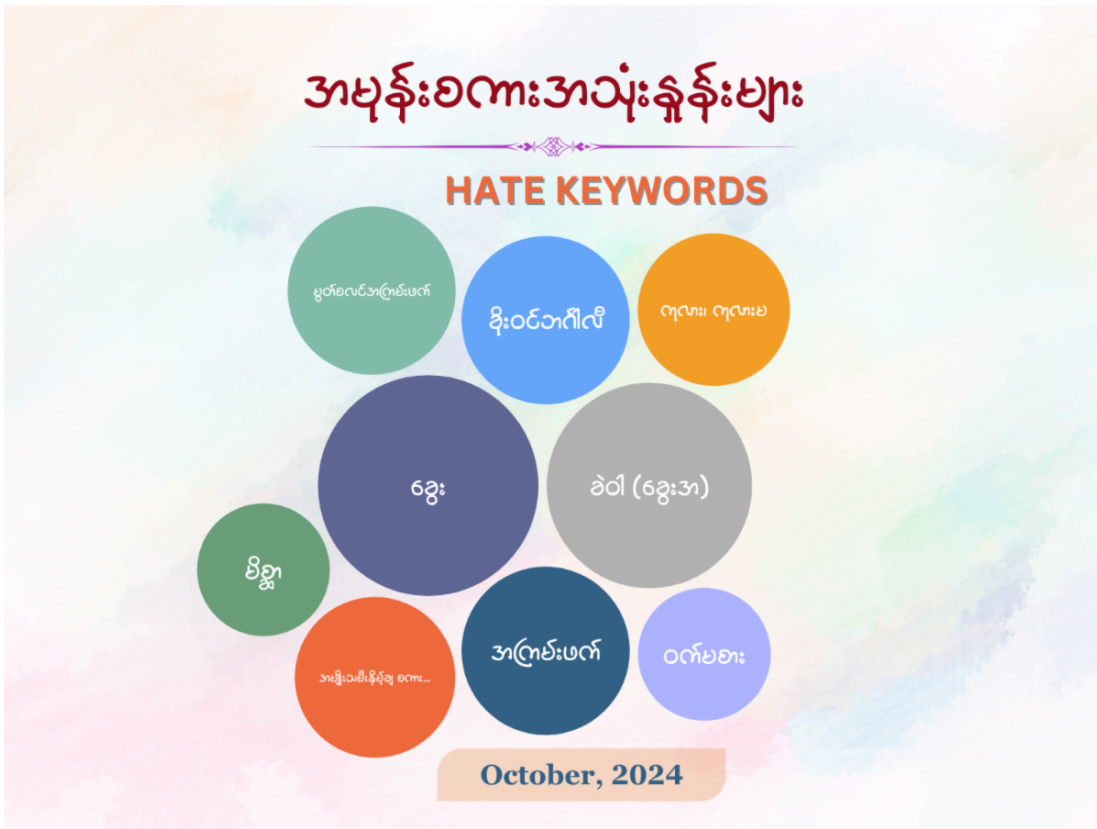 အမုန်းစကားအသုံးနှုန်းများ
HATE KEYWORDS
မွတ်စလင်အကြမ်းဖက်
ခိုးဝင်ဘင်္ဂါလီ
ကုလား၊ ကုလားမ
ခွေး
ခဲဝါ (ခွေးအ)
မိစ္ဆာ
အမျိုးသမီးနှိမ့်ချ စကား...
အကြမ်းဖက်
ဝက်မစား
October, 2024